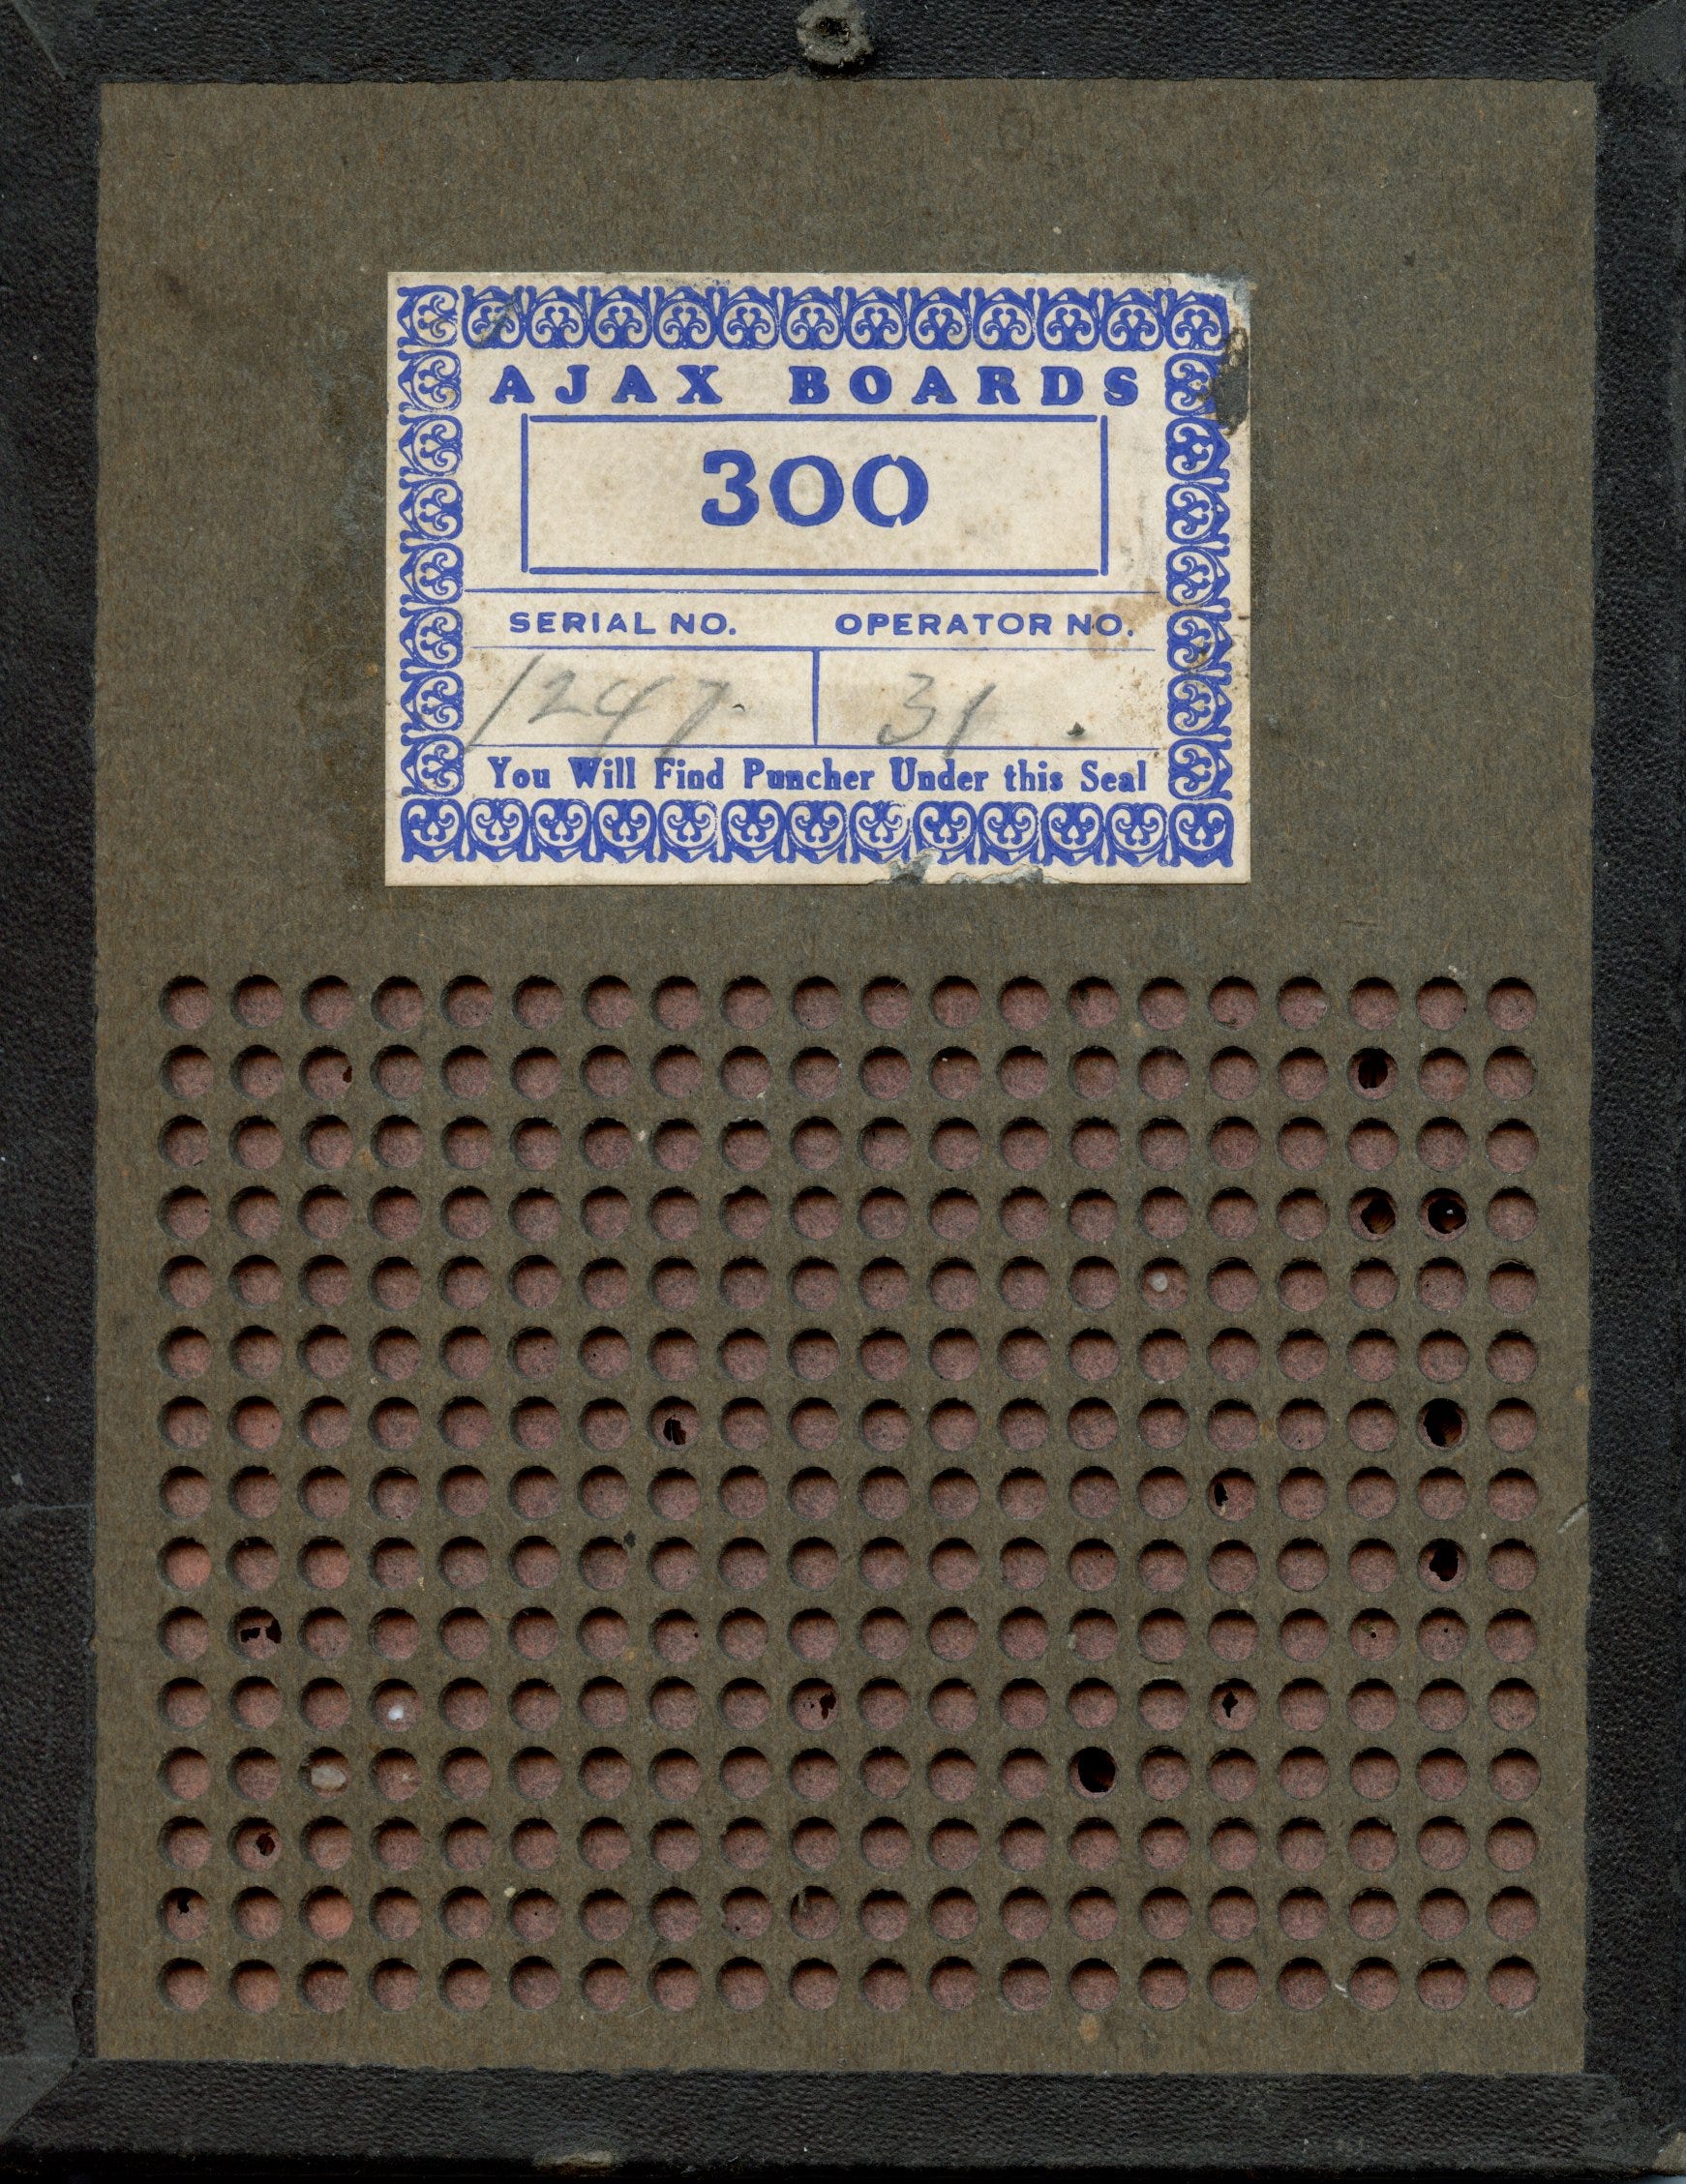 AJAX BOARDS
300
SERIAL NO. OPERATOR NO.
1247 31
You Will Find Puncher Under this Seal